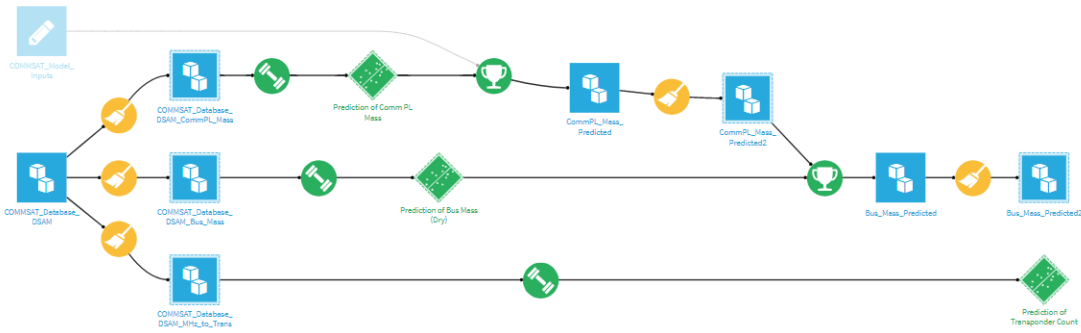 COMMSAT_Model_
Inputs
COMMSAT_Database_
DSAM_CommPL_Mass
Prediction of Comm PL
Mass
CommPL_Mass_
Predicted
CommPL_Mass_
Predicted2
COMMSAT_Database_
DSAM
COMMSAT_Database_
DSAM_Bus_Mass
Prediction of Bus Mass
(Dry)
Bus_Mass_Predicted
Bus_Mass_Predicted2
COMMSAT_Database_
DSAM_MHz_to_Trans
Prediction of
Transponder Count